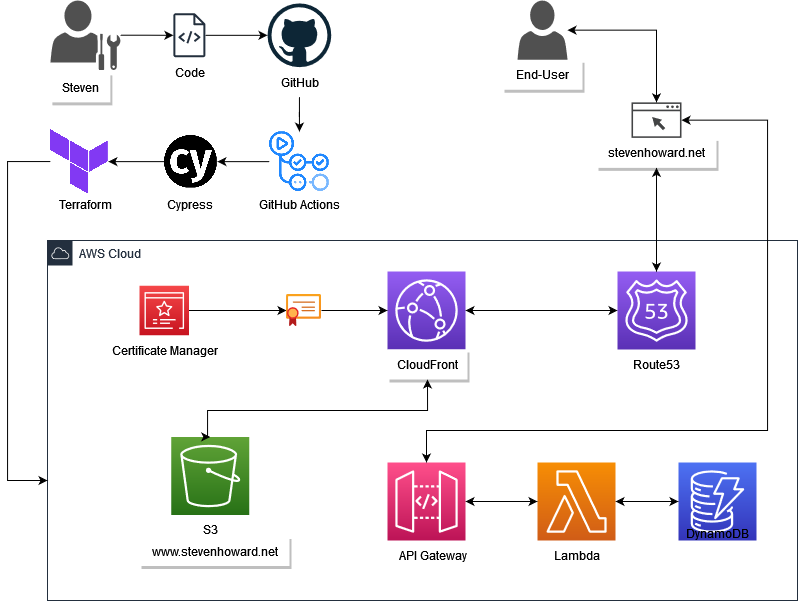 Steven
</>
Code
GitHub
End-User
stevenhoward.net
Terraform
cy
Cypress
GitHub Actions
AWS Cloud
Certificate Manager
CloudFront
53
Route53
S3
www.stevenhoward.net
</>
API Gateway
Lambda
DynamoDB